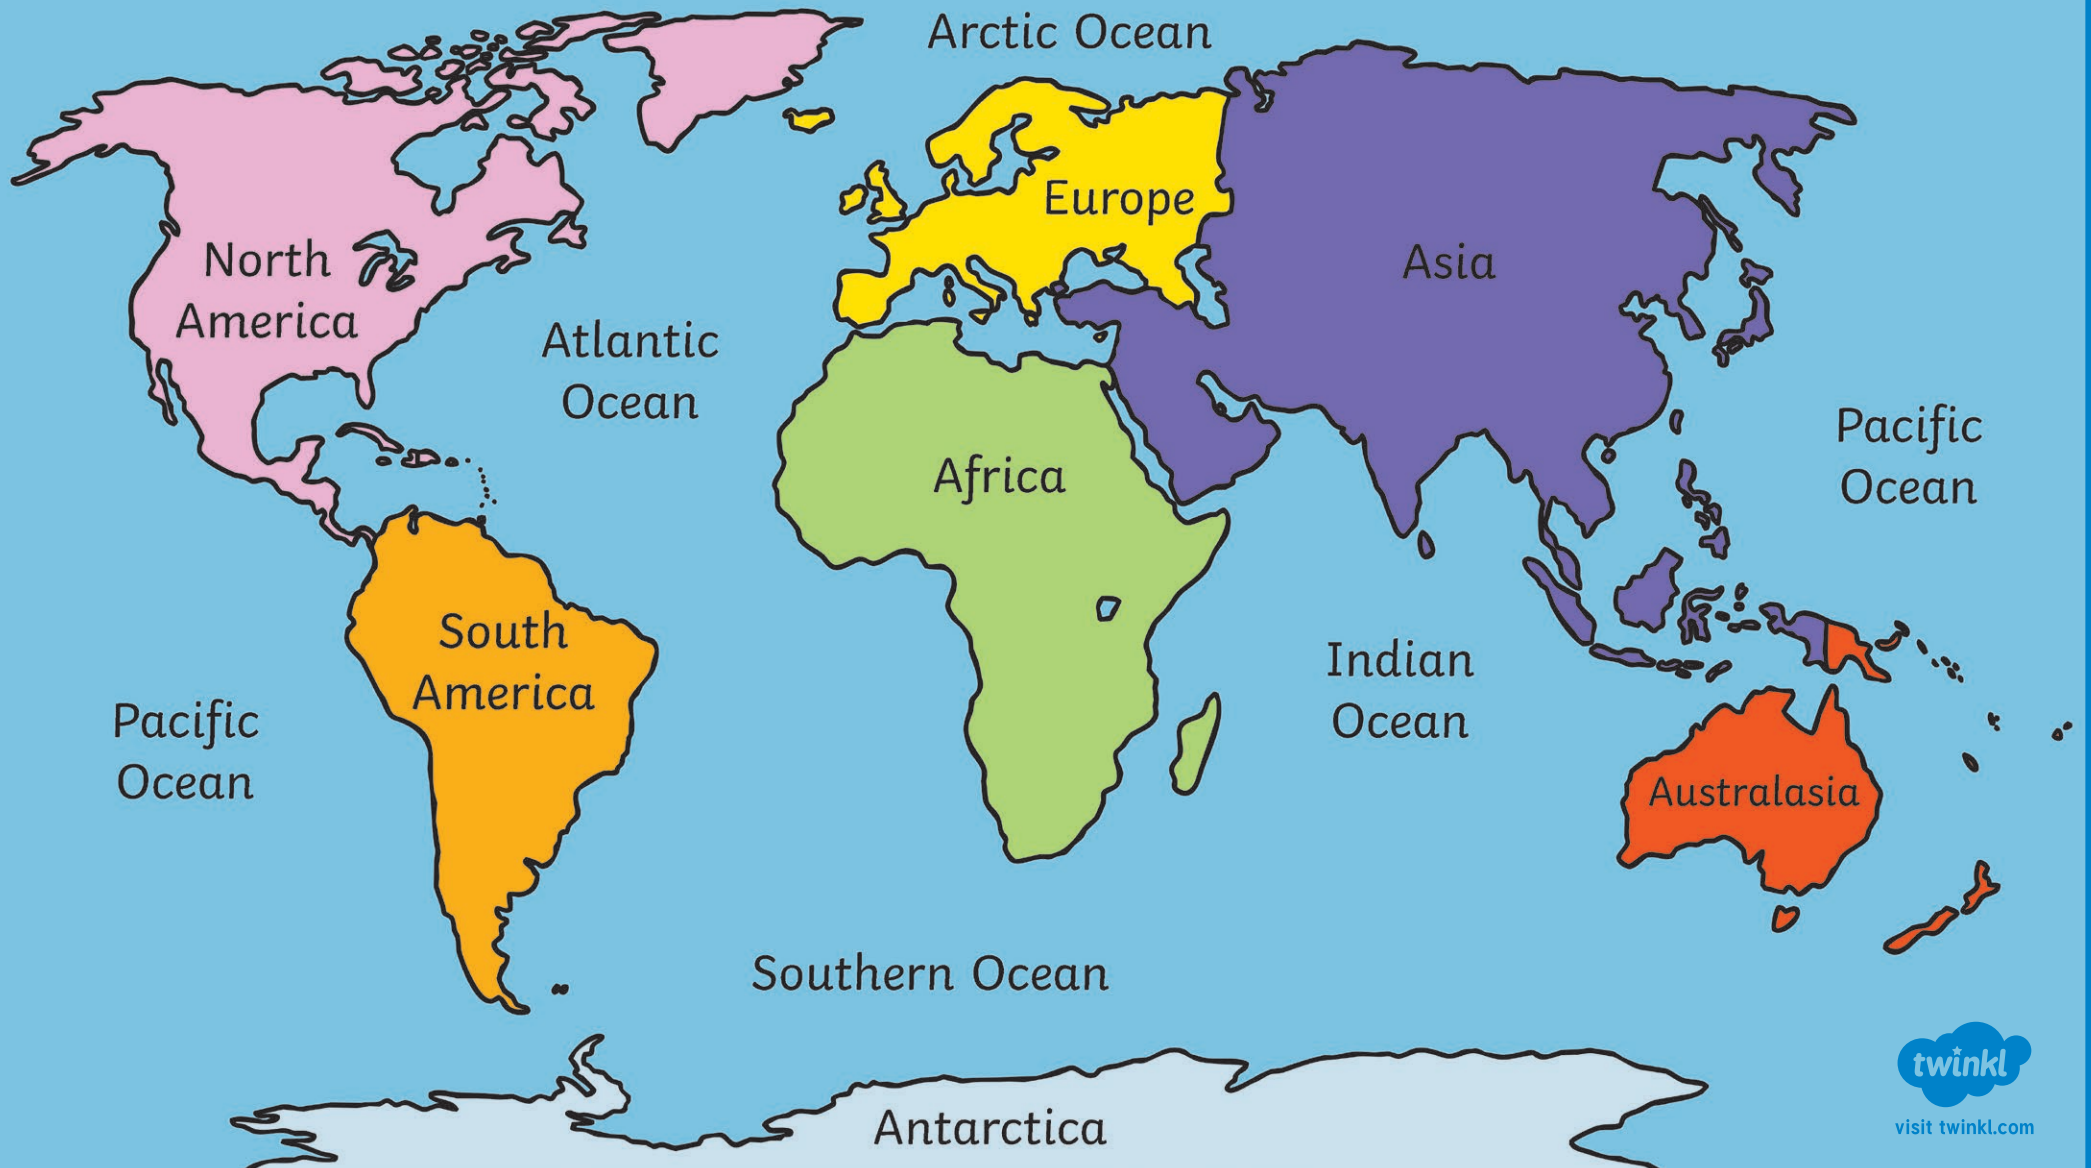 Arctic Ocean
Europe
Asia
North
America
Atlantic
Ocean
Pacific
Ocean
Africa
South
America
Indian
Ocean
Pacific
Ocean
Australasia
Southern Ocean
Antarctica
twinkl
visit twinkl.com